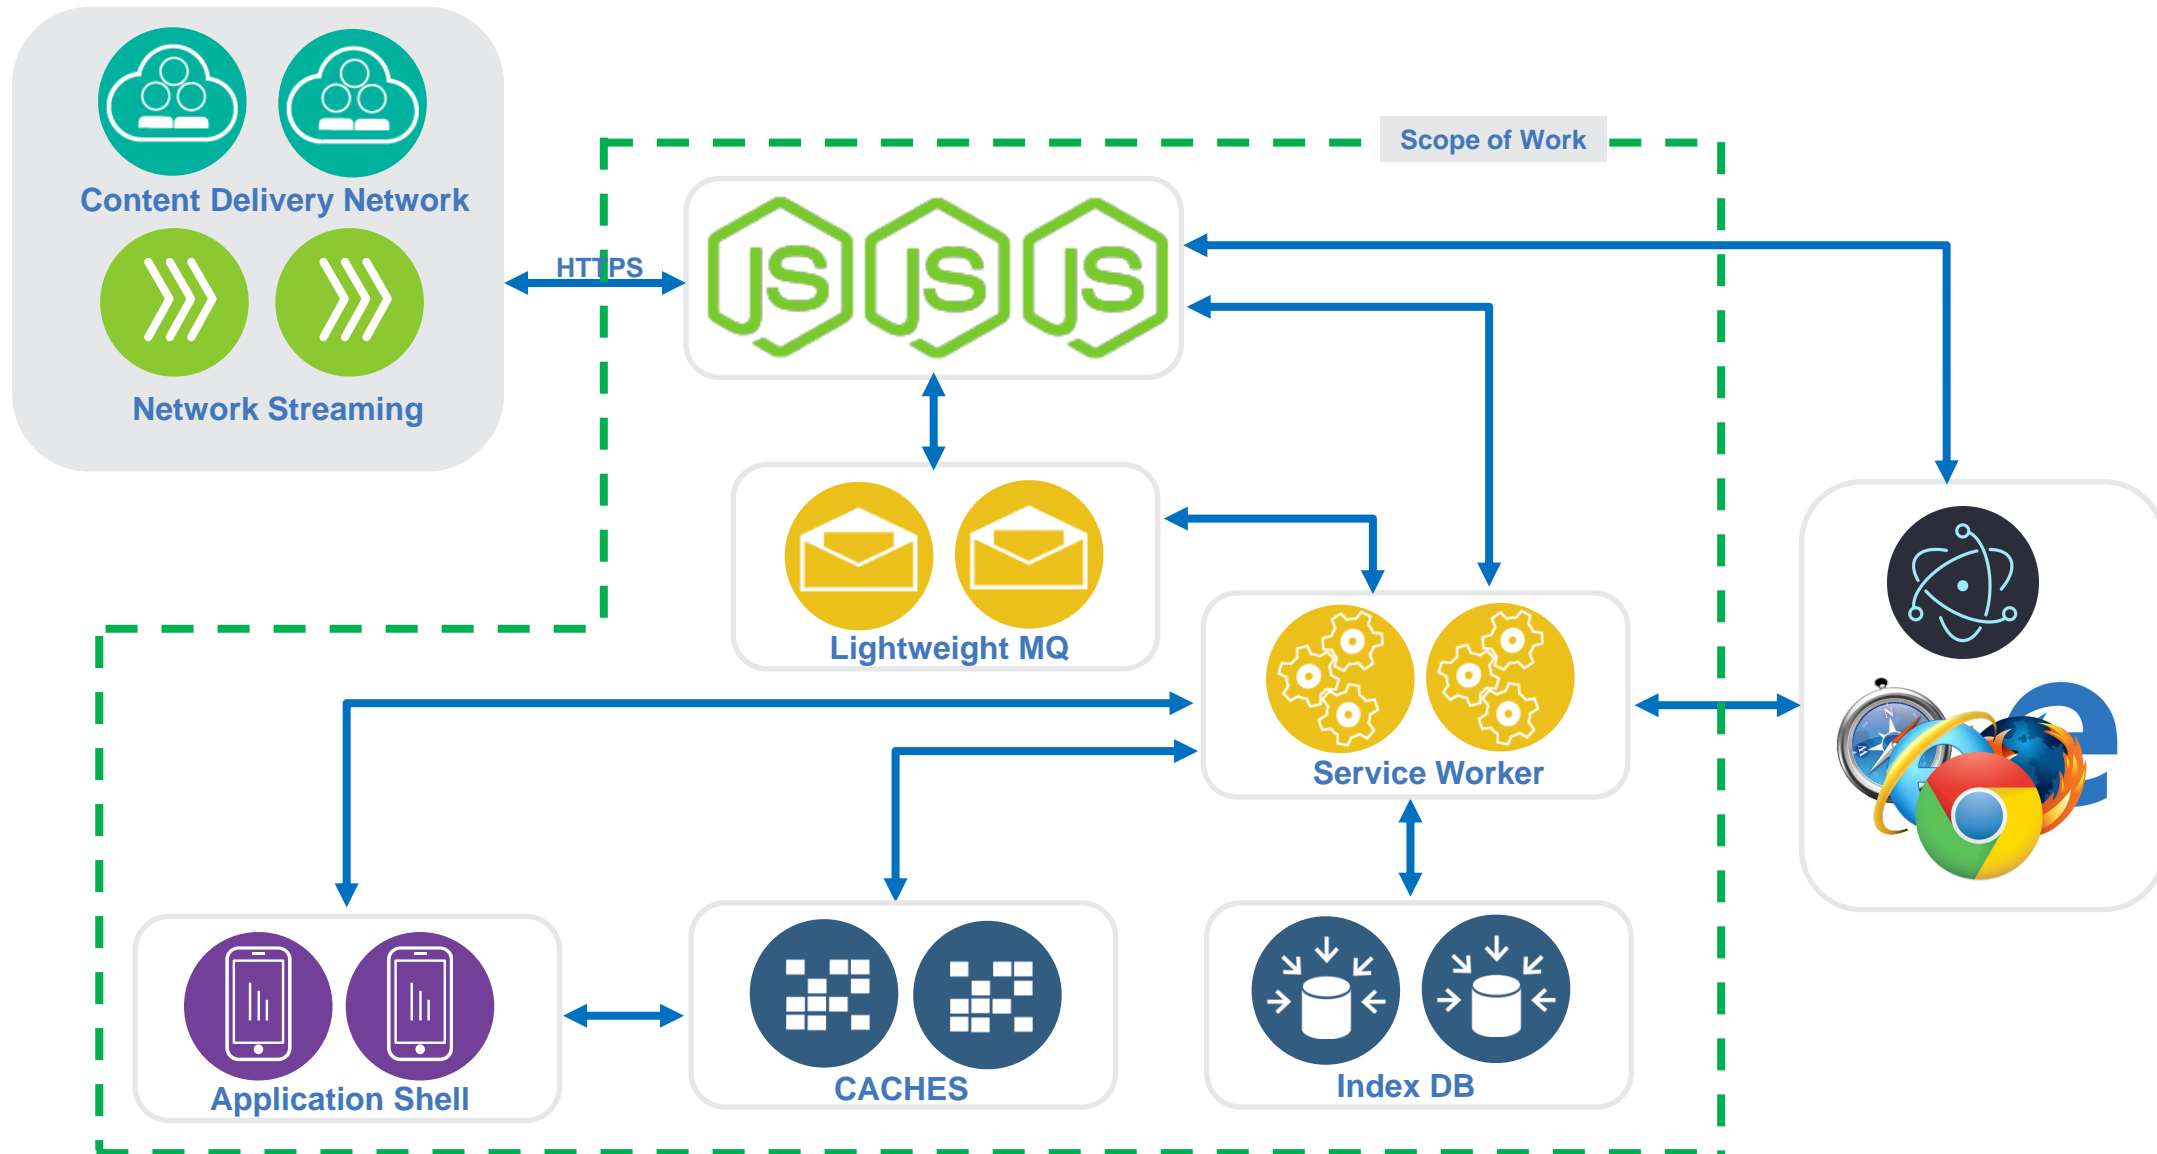 Content Delivery Network
Network Streaming
HTTPS
Scope of Work
JS JS JS
Lightweight MQ
Service Worker
Application Shell
CACHES
Index DB